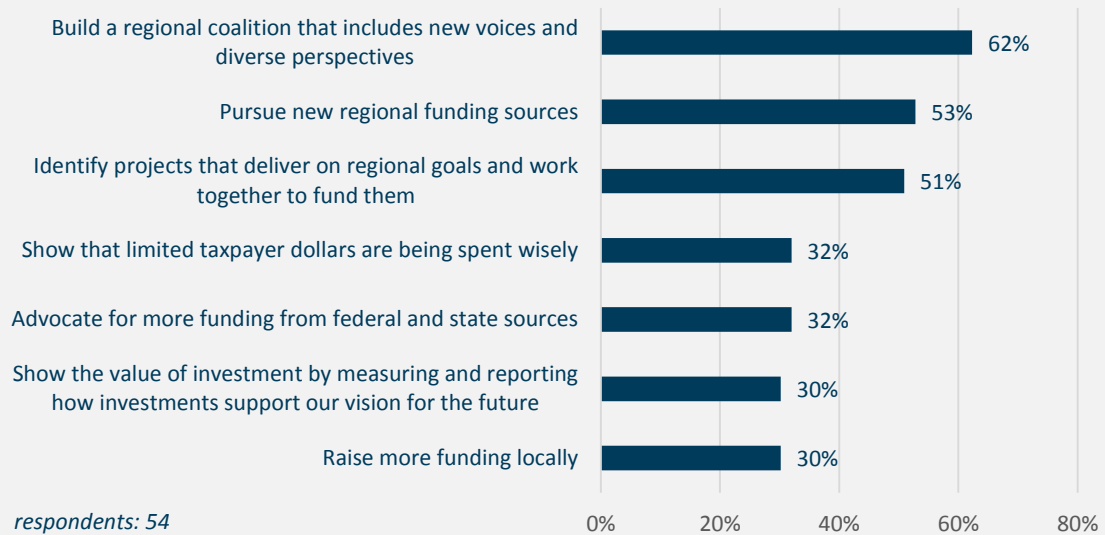 Build a regional coalition that includes new voices and
diverse perspectives
62%
Pursue new regional funding sources
53%
Identify projects that deliver on regional goals and work
together to fund them
51%
Show that limited taxpayer dollars are being spent wisely
32%
Advocate for more funding from federal and state sources
32%
Show the value of investment by measuring and reporting
how investments support our vision for the future
30%
Raise more funding locally
30%
respondents: 54
0%
20%
40%
60%
80%